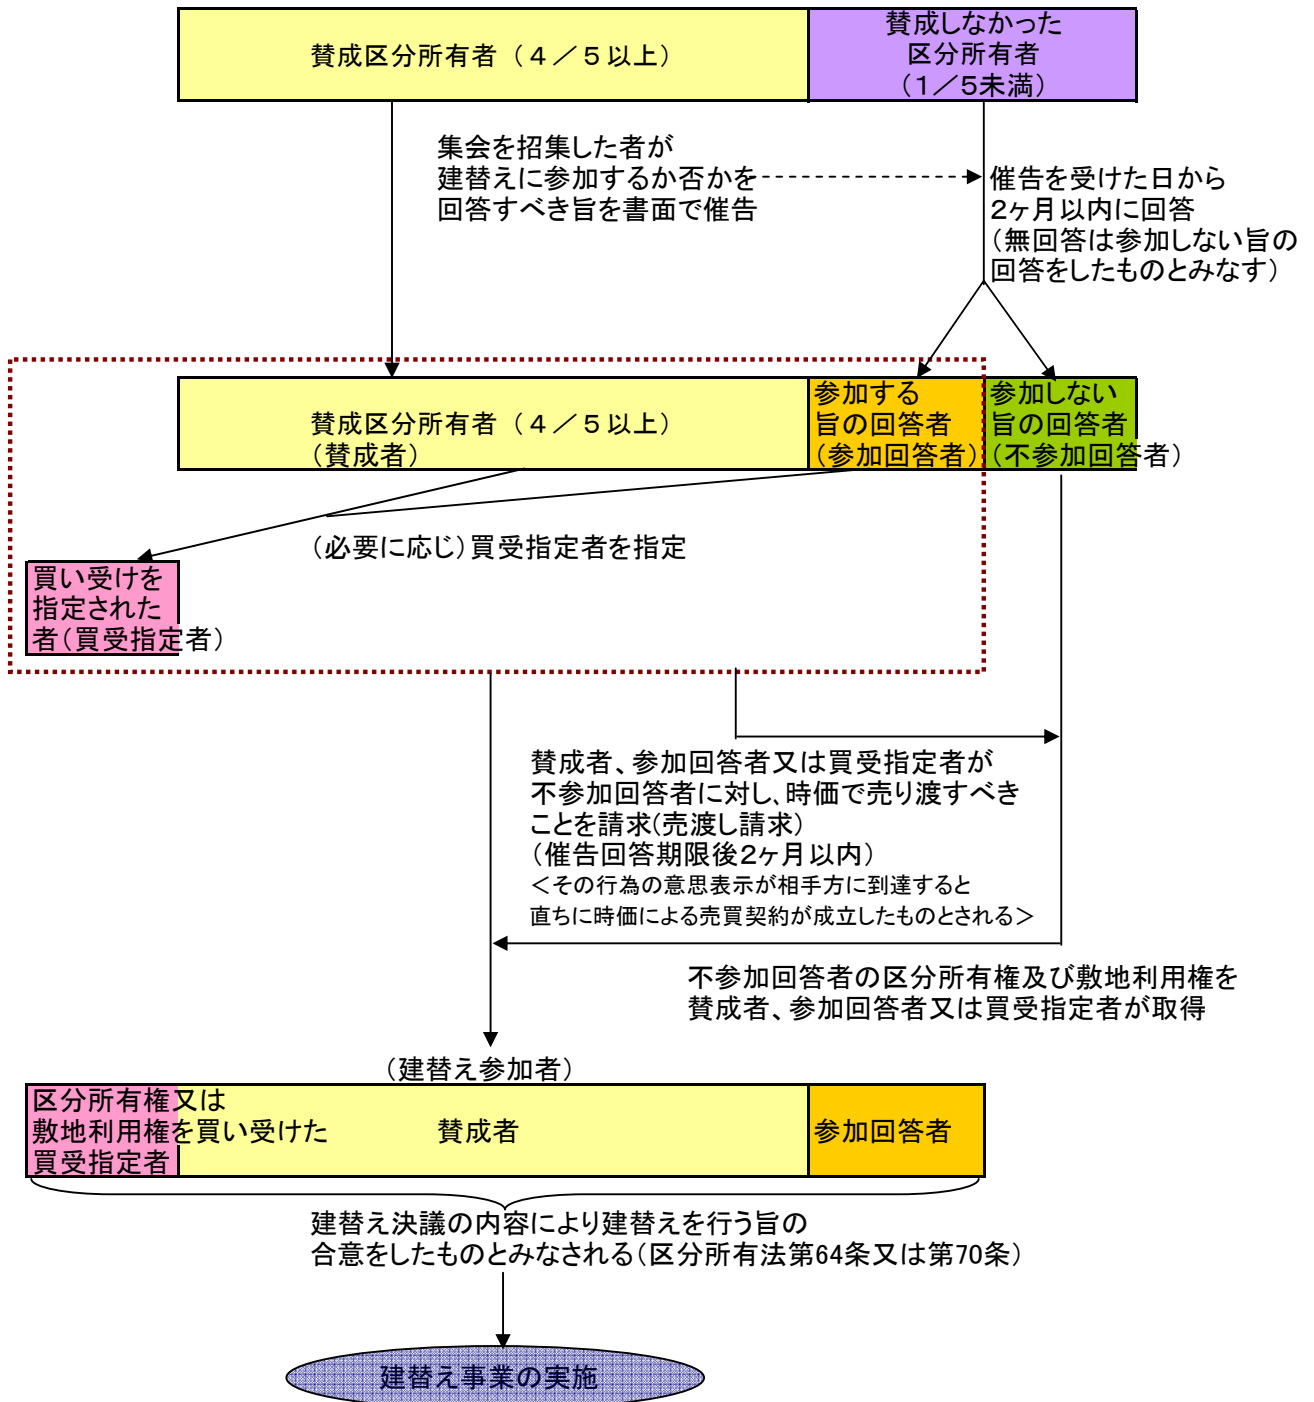 賛成区分所有者（４／５以上）
賛成しなかった
区分所有者
（１／５未満）
集会を招集した者が
建替えに参加するか否かを
回答すべき旨を書面で催告
催告を受けた日から
２ヶ月以内に回答
（無回答は参加しない旨の
回答をしたものとみなす）
賛成区分所有者（４／５以上）
（賛成者）
参加する
旨の回答者
（参加回答者）
参加しない
旨の回答者
（不参加回答者）
（必要に応じ）買受指定者を指定
買い受けを
指定された
者（買受指定者）
賛成者、参加回答者又は買受指定者が
不参加回答者に対し、時価で売り渡すべき
ことを請求(売渡し請求）
（催告回答期限後２ヶ月以内）
＜その行為の意思表示が相手方に到達すると
直ちに時価による売買契約が成立したものとされる＞
不参加回答者の区分所有権及び敷地利用権を
賛成者、参加回答者又は買受指定者が取得
（建替え参加者）
区分所有権又は
敷地利用権を買い受けた
買受指定者
賛成者
参加回答者
建替え決議の内容により建替えを行う旨の
合意をしたものとみなされる（区分所有法第64条又は第70条）
建替え事業の実施